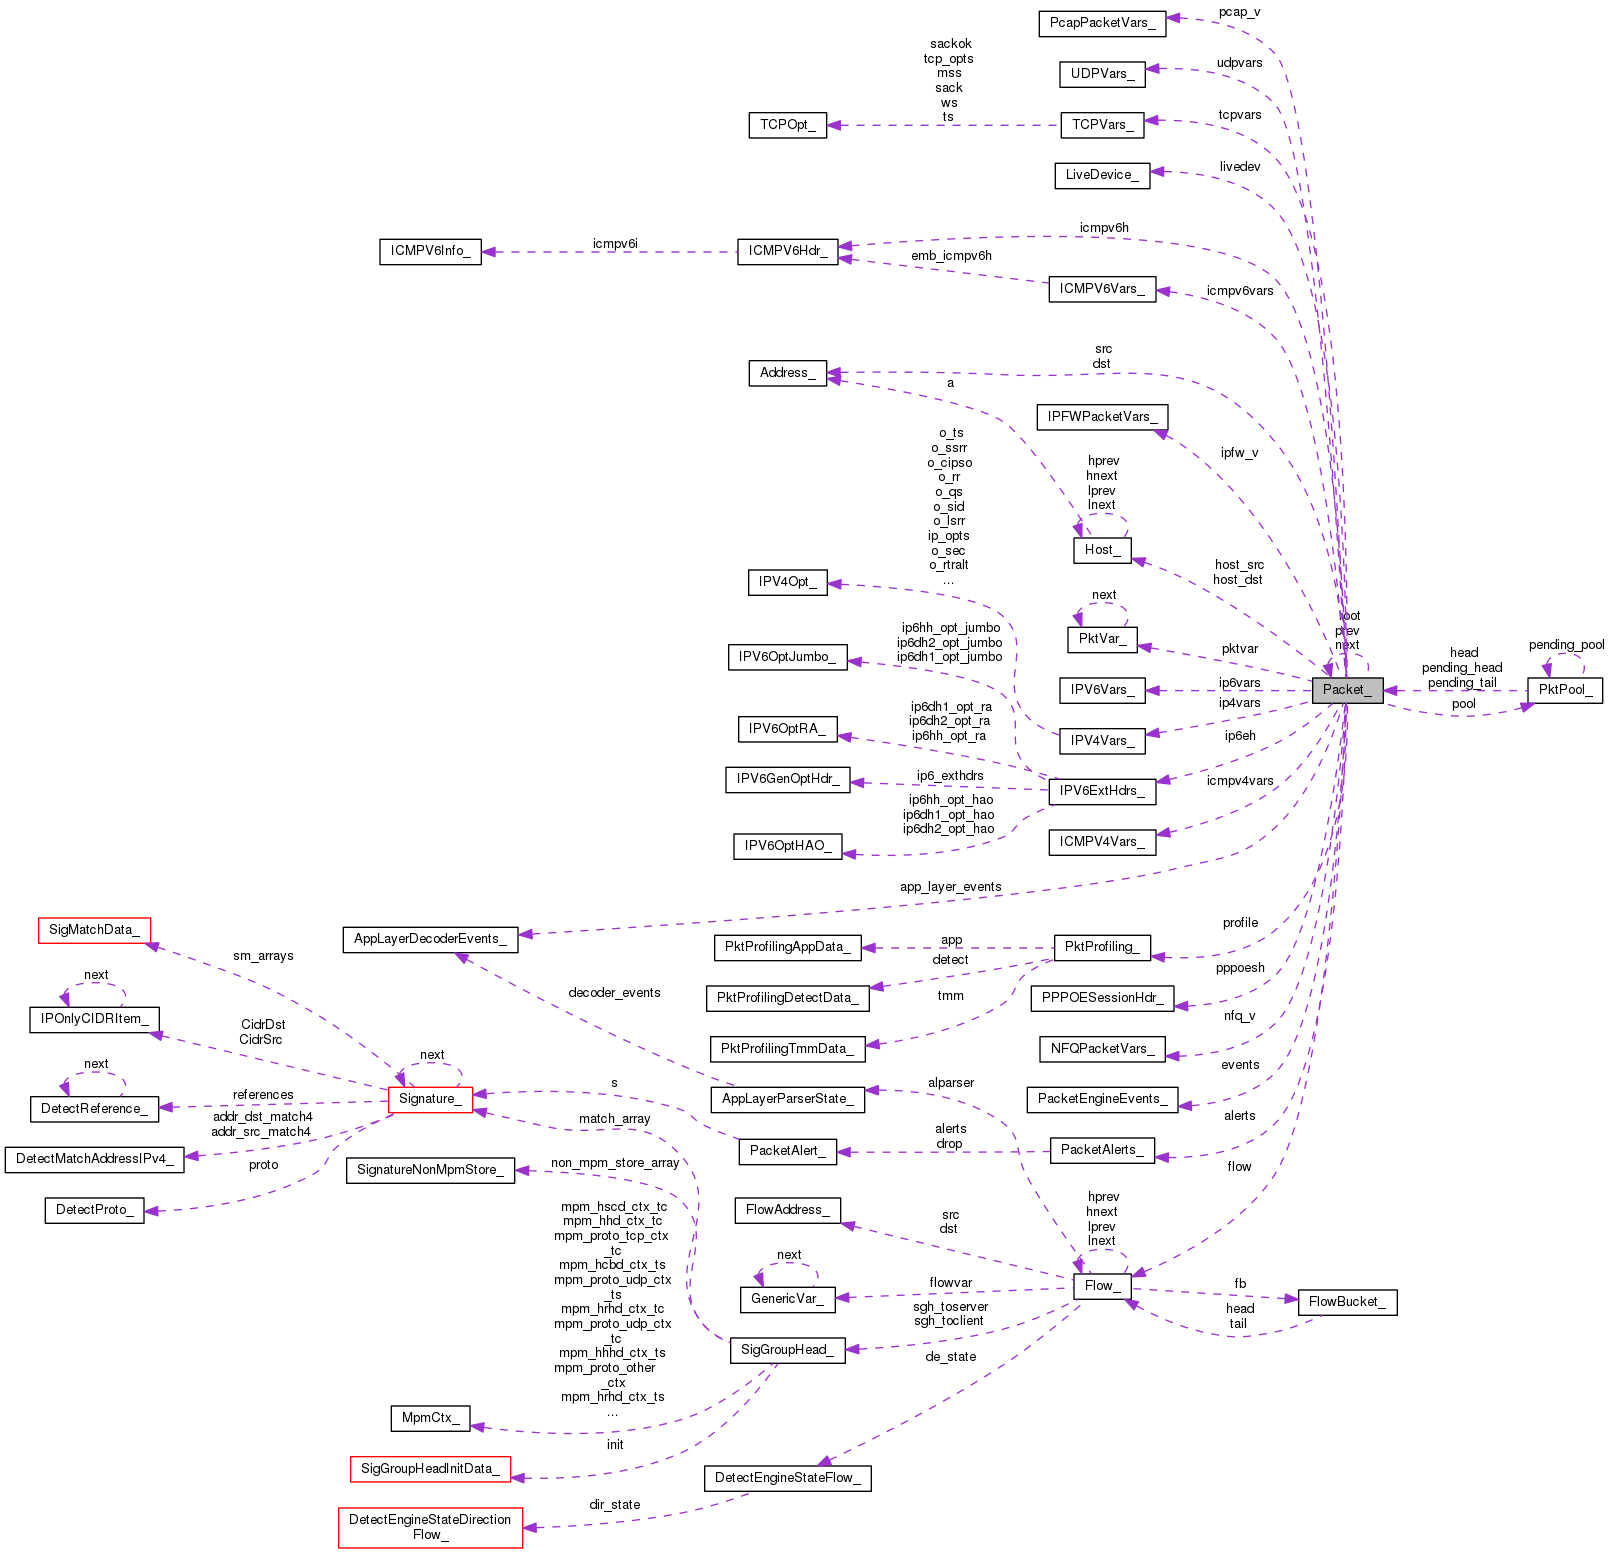 PcapPacketVars_
pcap_v
UDPVars_
udpvars
sackok
tcp_opts
mss
sack
ws
ts
TCPOpt_
TCPVars_
tcpvars
LiveDevice_
livedev
ICMPV6Info_
icmpv6i
ICMPV6Hdr_
icmpv6h
emb_icmpv6h
ICMPV6Vars_
icmpv6vars
Address_
src
dst
a
IPFWPacketVars_
ipfw_v
o_ts
o_ssrr
o_cipso
o_rr
o_qs
o_sid
o_lsrr
ip_opts
o_sec
o_rtralt
...
hprev
hnext
lprev
lnext
Host_
host_src
host_dst
IPV4Opt_
next
PktVar_
pktvar
root
prev
next
Packet_
head
pending_head
pending_tail
pool
pending_pool
PktPool_
ip6hh_opt_jumbo
ip6dh2_opt_jumbo
ip6dh1_opt_jumbo
IPV6OptJumbo_
IPV6Vars_
ip6vars
ip4vars
IPV4Vars_
ip6dh1_opt_ra
ip6dh2_opt_ra
ip6hh_opt_ra
IPV6OptRA_
ip6eh
IPV6GenOptHdr_
ip6_exthdrs
IPV6ExtHdrs_
icmpv4vars
ip6hh_opt_hao
ip6dh1_opt_hao
ip6dh2_opt_hao
IPV6OptHAO_
ICMPV4Vars_
app_layer_events
SigMatchData_
AppLayerDecoderEvents_
PktProfilingAppData_
app
PktProfiling_
profile
sm_arrays
detect
next
IPOnlyCIDRItem_
CidrDst
CidrSrc
decoder_events
PktProfilingDetectData_
tmm
PPPOESessionHdr_
pppoesh
PktProfilingTmmData_
NFQPacketVars_
nfq_v
next
DetectReference_
references
next
Signature_
s
AppLayerParserState_
alparser
PacketEngineEvents_
events
addr_dst_match4
addr_src_match4
match_array
alerts
drop
alerts
DetectMatchAddressIPv4_
PacketAlert_
PacketAlerts_
proto
SignatureNonMpmStore_
non_mpm_store_array
flow
DetectProto_
FlowAddress_
src
dst
hprev
hnext
lprev
lnext
mpm_hscd_ctx_tc
mpm_hhd_ctx_tc
mpm_proto_tcp_ctx
_tc
mpm_hcbd_ctx_ts
mpm_proto_udp_ctx
_ts
mpm_hrhd_ctx_tc
mpm_proto_udp_ctx
_tc
mpm_hhhd_ctx_ts
mpm_proto_other
_ctx
mpm_hrhd_ctx_ts
...
next
GenericVar_
flowvar
Flow_
fb
FlowBucket_
head
tail
sgh_toserver
sgh_toclient
SigGroupHead_
de_state
MpmCtx_
init
SigGroupHeadInitData_
DetectEngineStateFlow_
dir_state
DetectEngineStateDirection
Flow_